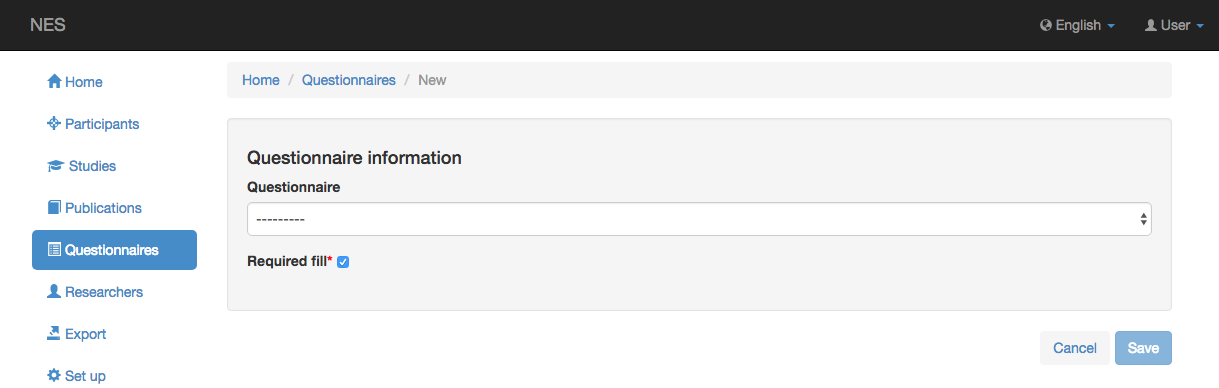 NES
English
User
Home
Participants
Studies
Publications
Questionnaires
Researchers
Export
Set up
Home / Questionnaires / New
Questionnaire information
Questionnaire
---------
Required fill*
Cancel
Save